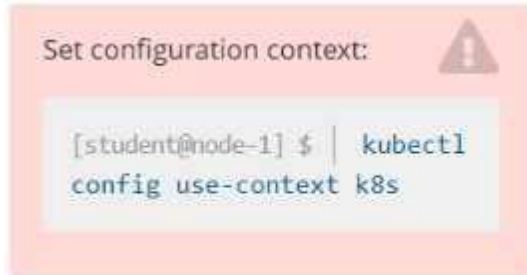 Set configuration context:
[student@node-1] $ | kubectl
config use-context k8s